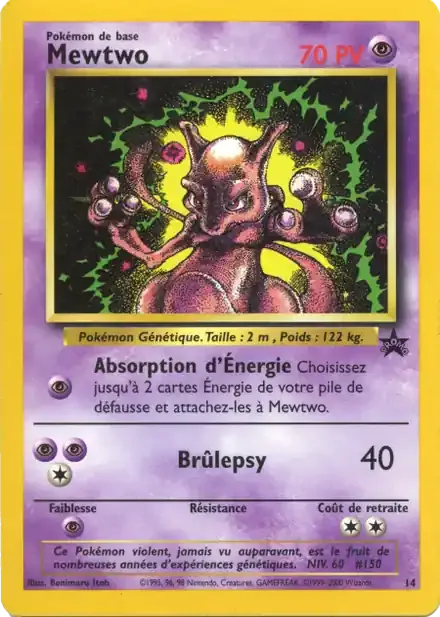 Pokémon de base
Mewtwo
70 PV
Pokémon Génétique. Taille : 2 m , Poids : 122 kg.
PROMO
Absorption d'Énergie Choisissez
jusqu'à 2 cartes Énergie de votre pile de
défausse et attachez-les à Mewtwo.
Brûlepsy 40
Faiblesse Résistance Coût de retraite
Ce Pokémon violent, jamais vu auparavant, est le fruit de
nombreuses années d'expériences génétiques. NIV. 60 #150
Illus. Benimaru Itoh ©1995, 96, 98 Nintendo, Creatures, GAMEFREAK. ©1999-2000 Wizards. 14